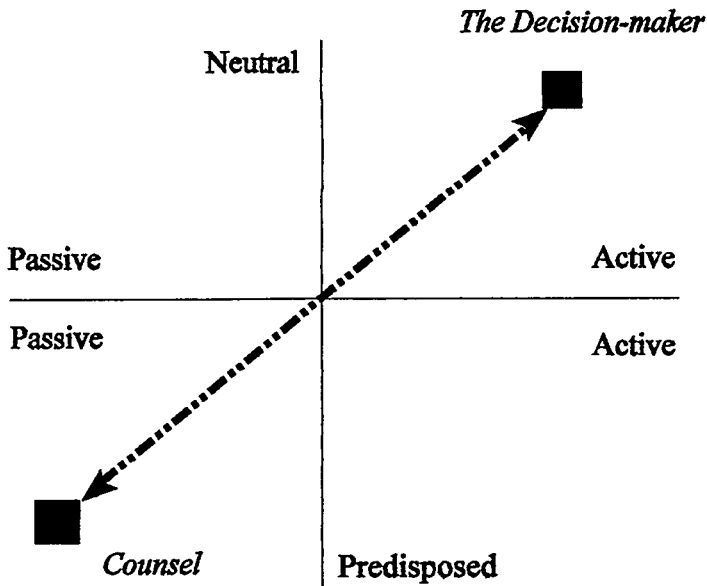 The Decision-maker
Neutral
Passive
Active
Passive
Active
Counsel
Predisposed